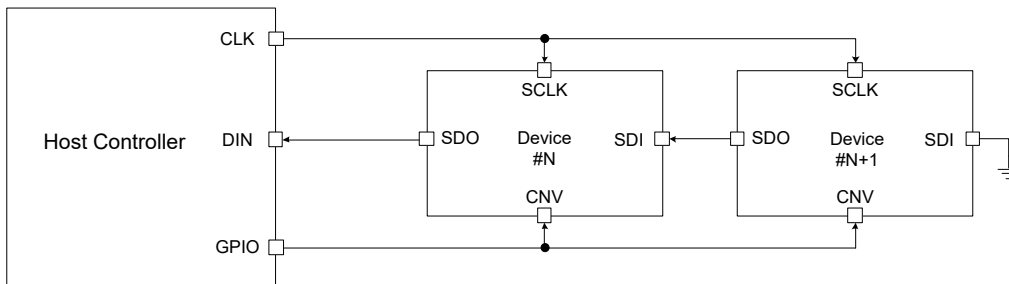 CLK
SCLK
SCLK
Host Controller
DIN
SDO
Device
#N
SDI
SDO
Device
#N+1
SDI
CNV
CNV
GPIO